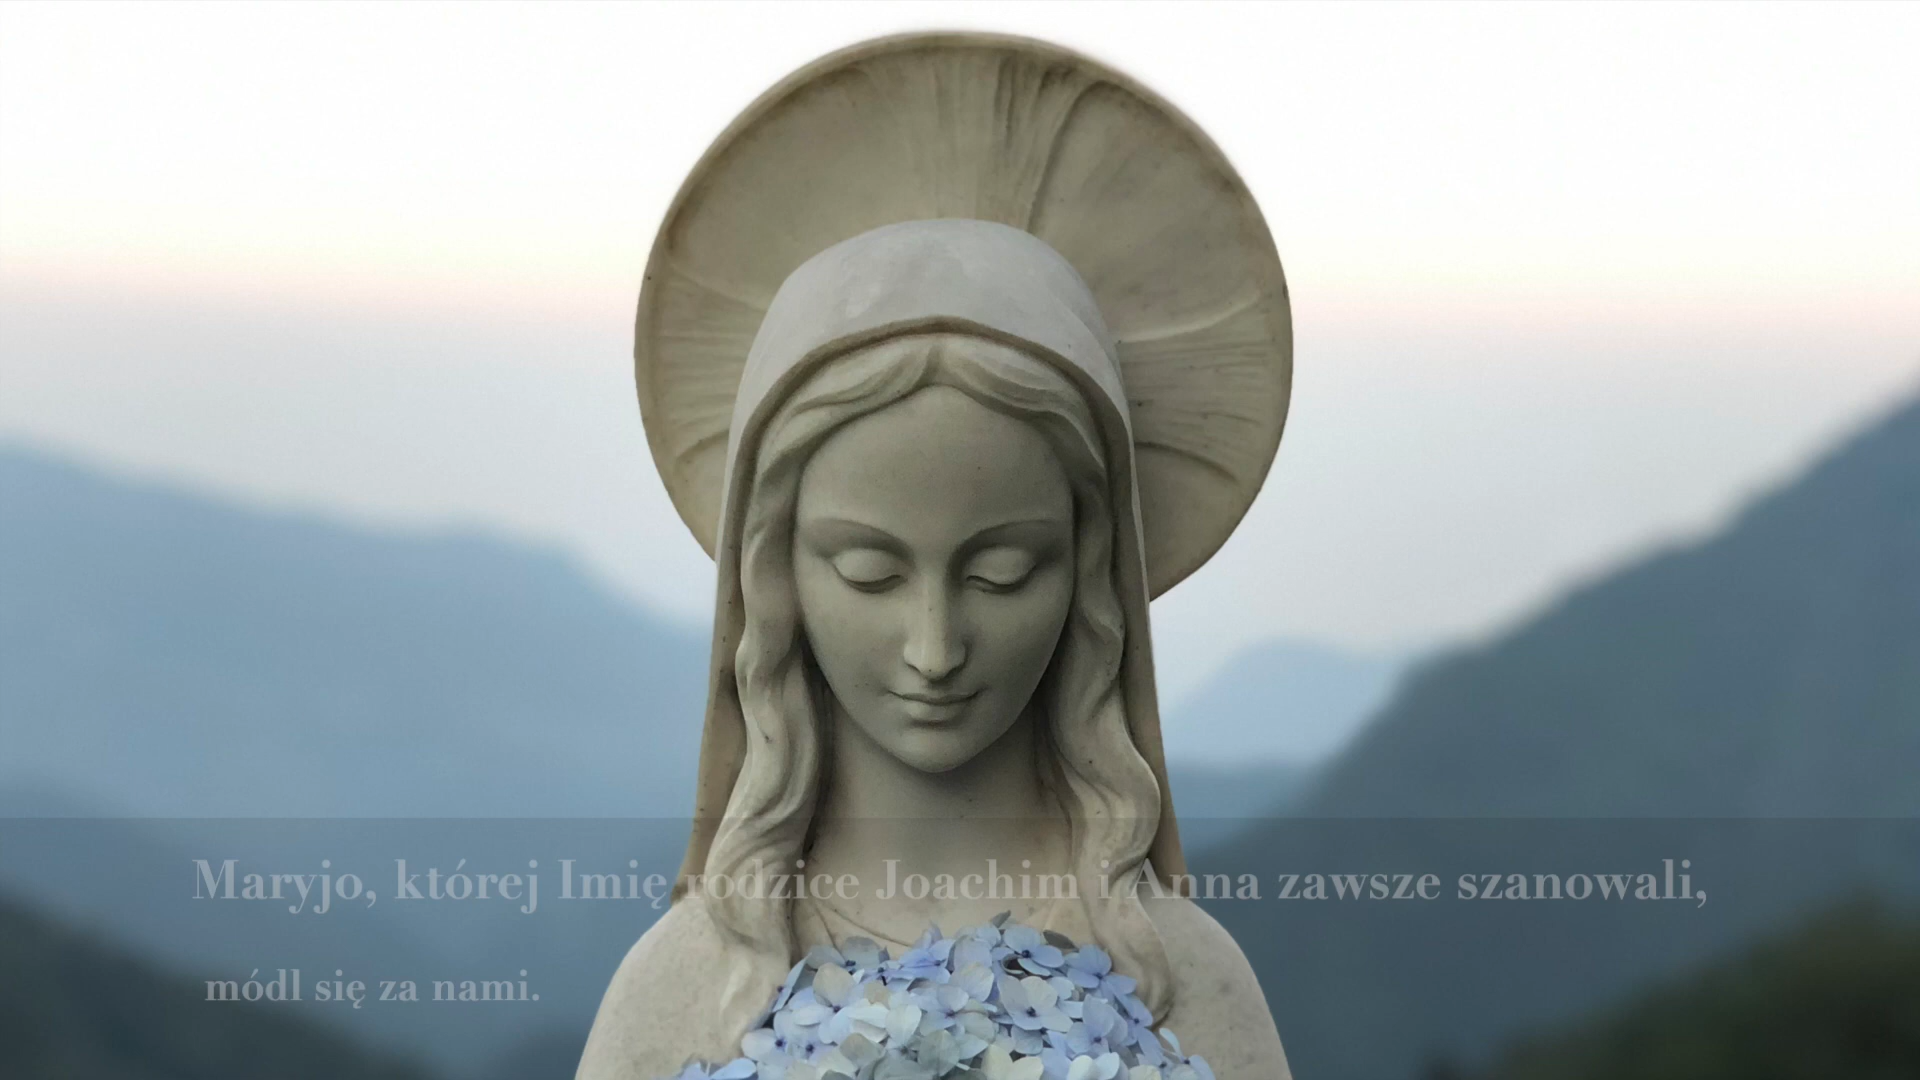 Maryjo, której Imię rodzice Joachim i Anna zawsze szanowali,
módl się za nami.